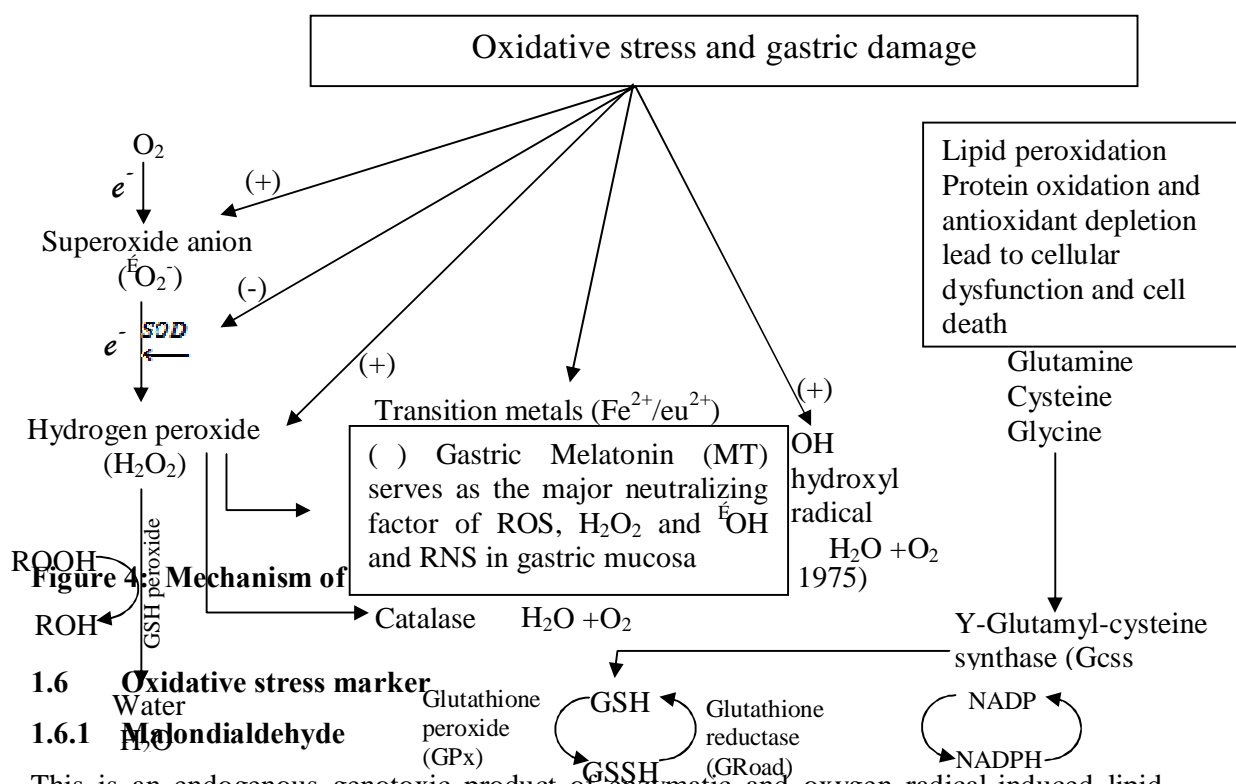 Oxidative stress and gastric damage
O₂
e⁻
(+)
Superoxide anion
(ᴱ́O₂⁻)
(-)
e⁻ SOD
(+)
(+)
Hydrogen peroxide
(H₂O₂)
Transition metals (Fe²⁺/eu²⁺)
( ) Gastric Melatonin (MT)
serves as the major neutralizing
factor of ROS, H₂O₂ and ᴱ́OH
and RNS in gastric mucosa
OH
hydroxyl
radical
H₂O +O₂
Lipid peroxidation
Protein oxidation and
antioxidant depletion
lead to cellular
dysfunction and cell
death
Glutamine
Cysteine
Glycine
ROOH
ROH
GSH peroxide
Figure 4: Mechanism of
1975)
Catalase H₂O +O₂
Y-Glutamyl-cysteine
synthase (Gcss
1.6 Oxidative stress marker
Water
H₂O
1.6.1 Malondialdehyde
Glutathione
peroxide
(GPx)
GSH
GSSH
Glutathione
reductase
(GRoad)
NADP
NADPH
This is an endogenous genotoxic product of enzymatic and oxygen radical-induced lipid